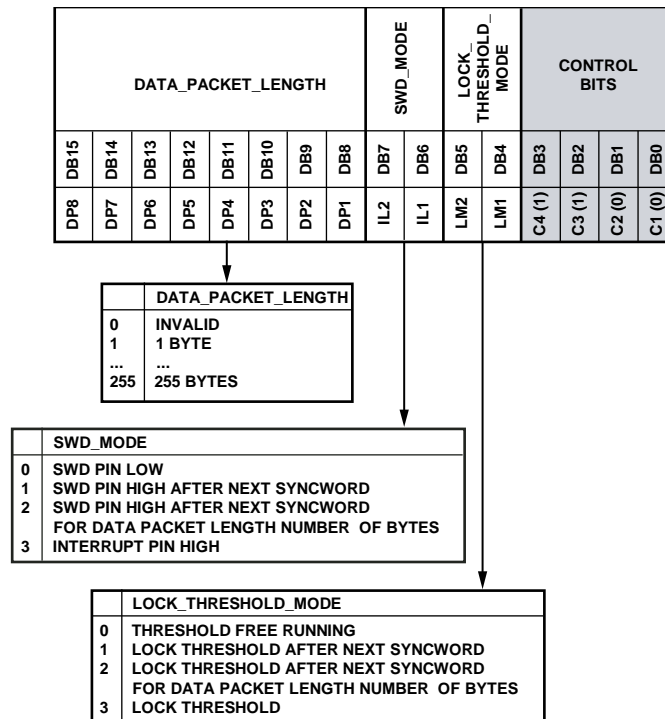 DATA_PACKET_LENGTH
SWD_MODE
LOCK_
THRESHOLD_
MODE
CONTROL
BITS
DB15 DB14 DB13 DB12 DB11 DB10 DB9 DB8 DB7 DB6 DB5 DB4 DB3 DB2 DB1 DB0
DP8 DP7 DP6 DP5 DP4 DP3 DP2 DP1 IL2 IL1 LM2 LM1 C4 (1) C3 (1) C2 (0) C1 (0)
DATA_PACKET_LENGTH
0 INVALID
1 1 BYTE
... ...
255 255 BYTES
SWD_MODE
0 SWD PIN LOW
1 SWD PIN HIGH AFTER NEXT SYNCWORD
2 SWD PIN HIGH AFTER NEXT SYNCWORD
FOR DATA PACKET LENGTH NUMBER OF BYTES
3 INTERRUPT PIN HIGH
LOCK_THRESHOLD_MODE
0 THRESHOLD FREE RUNNING
1 LOCK THRESHOLD AFTER NEXT SYNCWORD
2 LOCK THRESHOLD AFTER NEXT SYNCWORD
FOR DATA PACKET LENGTH NUMBER OF BYTES
3 LOCK THRESHOLD